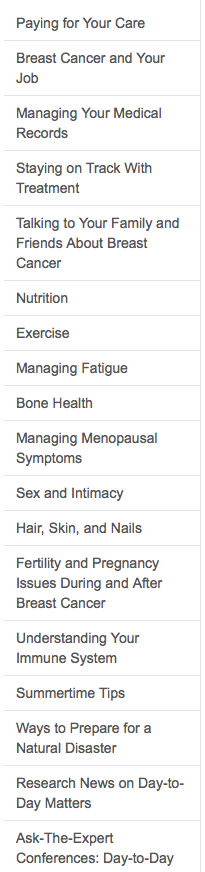 Paying for Your Care
Breast Cancer and Your
Job
Managing Your Medical
Records
Staying on Track With
Treatment
Talking to Your Family and
Friends About Breast
Cancer
Nutrition
Exercise
Managing Fatigue
Bone Health
Managing Menopausal
Symptoms
Sex and Intimacy
Hair, Skin, and Nails
Fertility and Pregnancy
Issues During and After
Breast Cancer
Understanding Your
Immune System
Summertime Tips
Ways to Prepare for a
Natural Disaster
Research News on Day-to-
Day Matters
Ask-The-Expert
Conferences: Day-to-Day